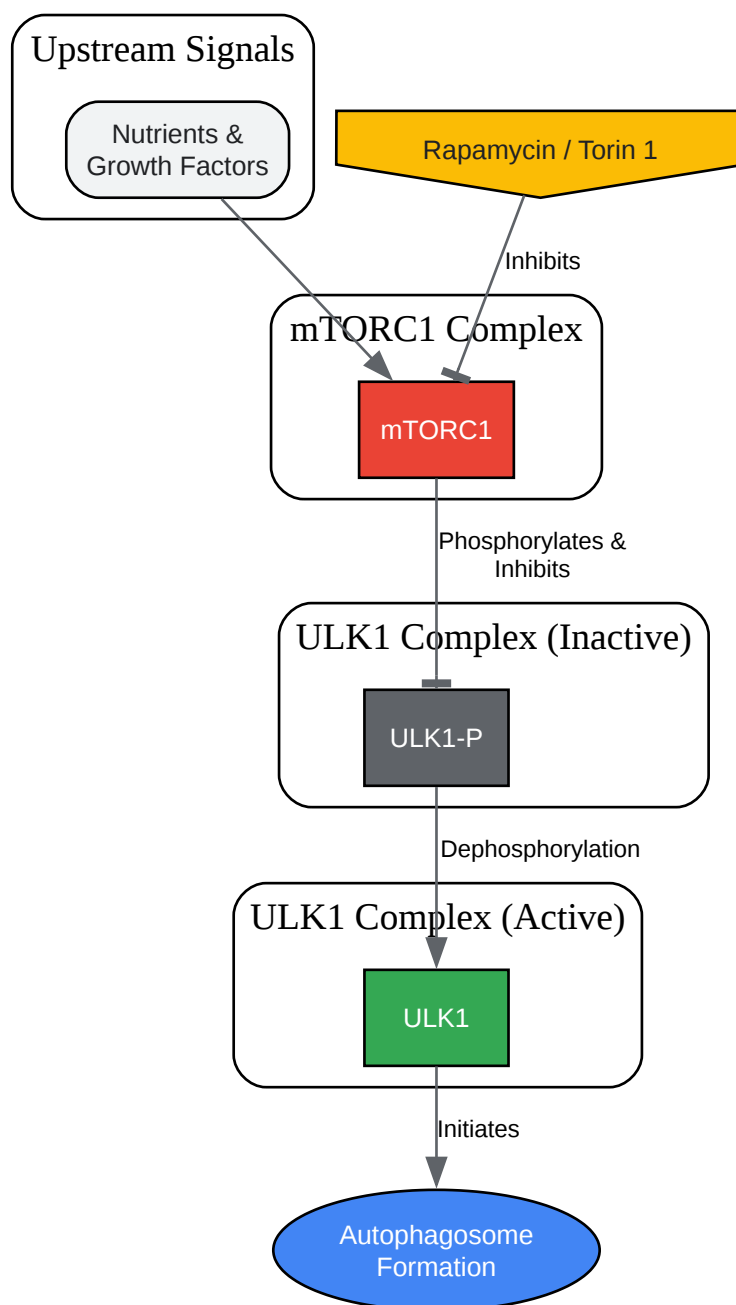 Upstream Signals
Nutrients &
Growth Factors
Rapamycin / Torin 1
Inhibits
mTORC1 Complex
mTORC1
Phosphorylates &
Inhibits
ULK1 Complex (Inactive)
ULK1-P
Dephosphorylation
ULK1 Complex (Active)
ULK1
Initiates
Autophagosome
Formation